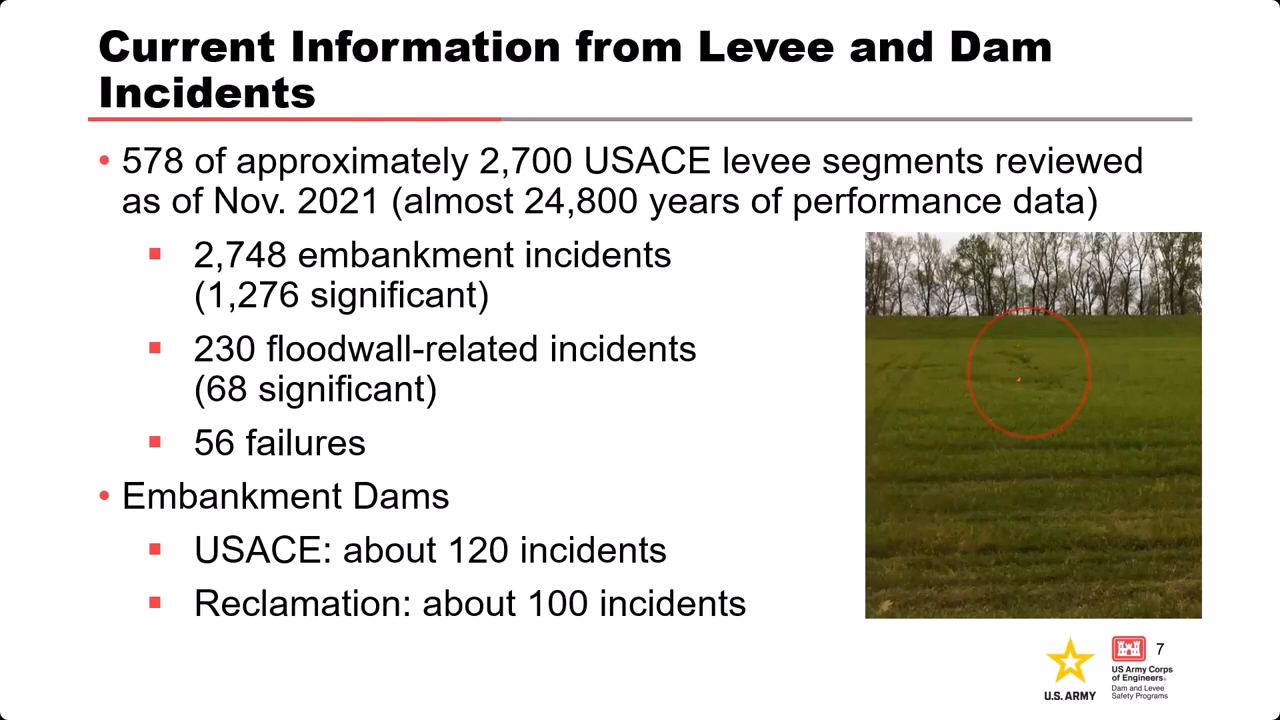 Current Information from Levee and Dam
Incidents
• 578 of approximately 2,700 USACE levee segments reviewed
as of Nov. 2021 (almost 24,800 years of performance data)
▪ 2,748 embankment incidents
(1,276 significant)
▪ 230 floodwall-related incidents
(68 significant)
▪ 56 failures
• Embankment Dams
▪ USACE: about 120 incidents
▪ Reclamation: about 100 incidents
U.S. ARMY
7
US Army Corps
of Engineers®
Dam and Levee
Safety Programs